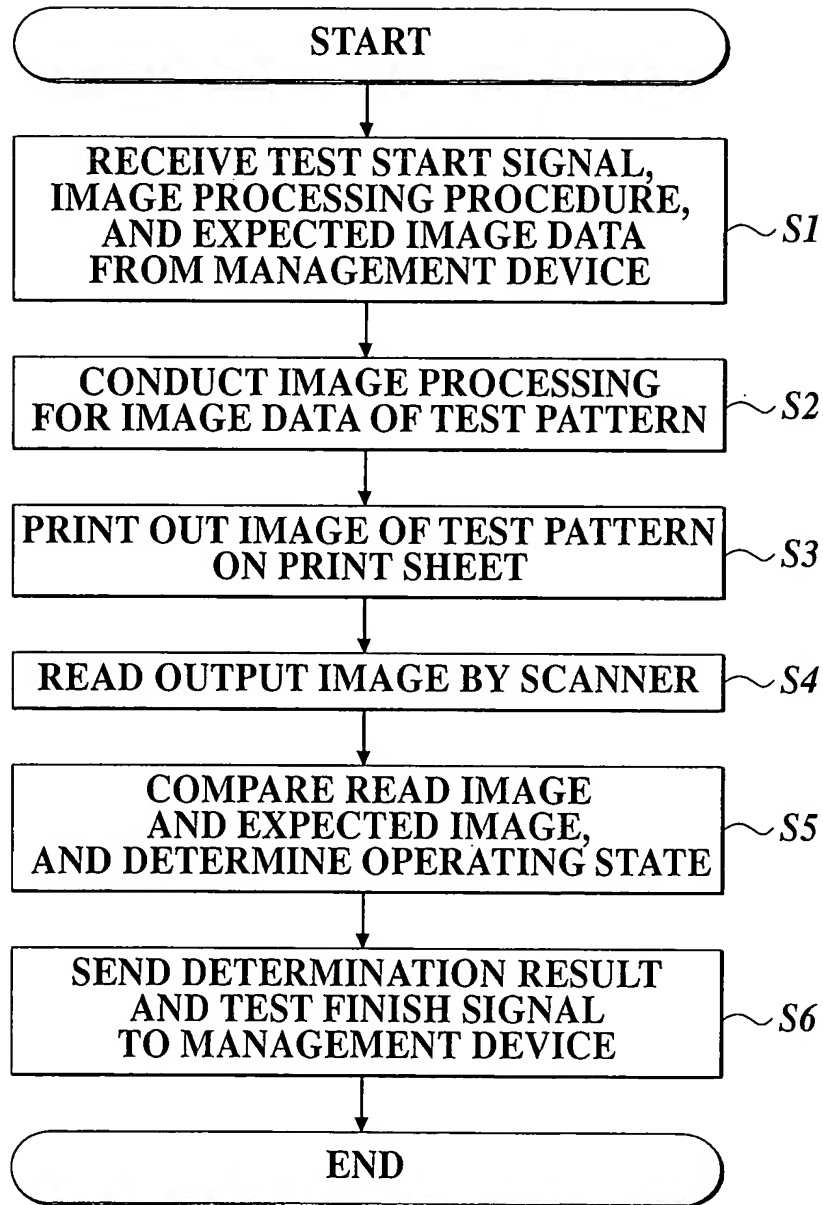 START
RECEIVE TEST START SIGNAL,
IMAGE PROCESSING PROCEDURE,
AND EXPECTED IMAGE DATA
FROM MANAGEMENT DEVICE
S1
CONDUCT IMAGE PROCESSING
FOR IMAGE DATA OF TEST PATTERN
S2
PRINT OUT IMAGE OF TEST PATTERN
ON PRINT SHEET
S3
READ OUTPUT IMAGE BY SCANNER
S4
COMPARE READ IMAGE
AND EXPECTED IMAGE,
AND DETERMINE OPERATING STATE
S5
SEND DETERMINATION RESULT
AND TEST FINISH SIGNAL
TO MANAGEMENT DEVICE
S6
END